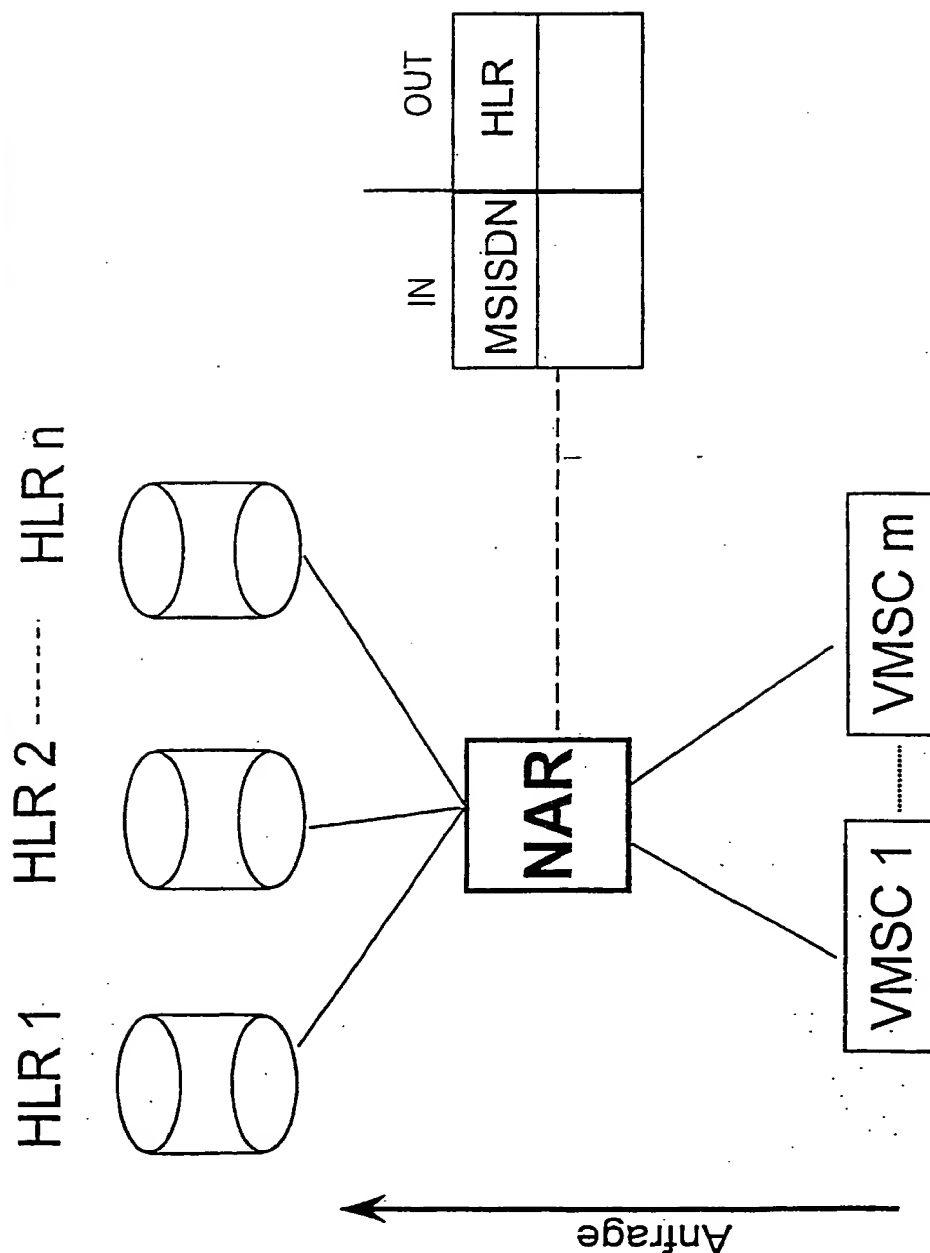 HLR 1
HLR 2 ------ HLR n
NAR
IN
OUT
MSISDN
HLR
VMSC 1
VMSC m
Anfrage